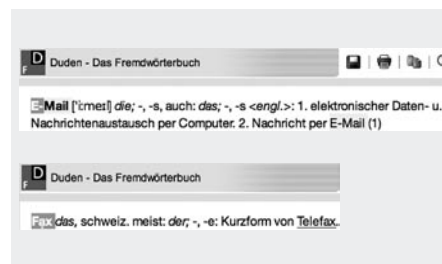 D
F
Duden - Das Fremdwörterbuch
E-Mail ['i:meɪl] die; -, -s, auch: das; -, -s <engl.>: 1. elektronischer Daten- u.
Nachrichtenaustausch per Computer. 2. Nachricht per E-Mail (1)
D
F
Duden - Das Fremdwörterbuch
Fax das, schweiz. meist: der; -, -e: Kurzform von Telefax.